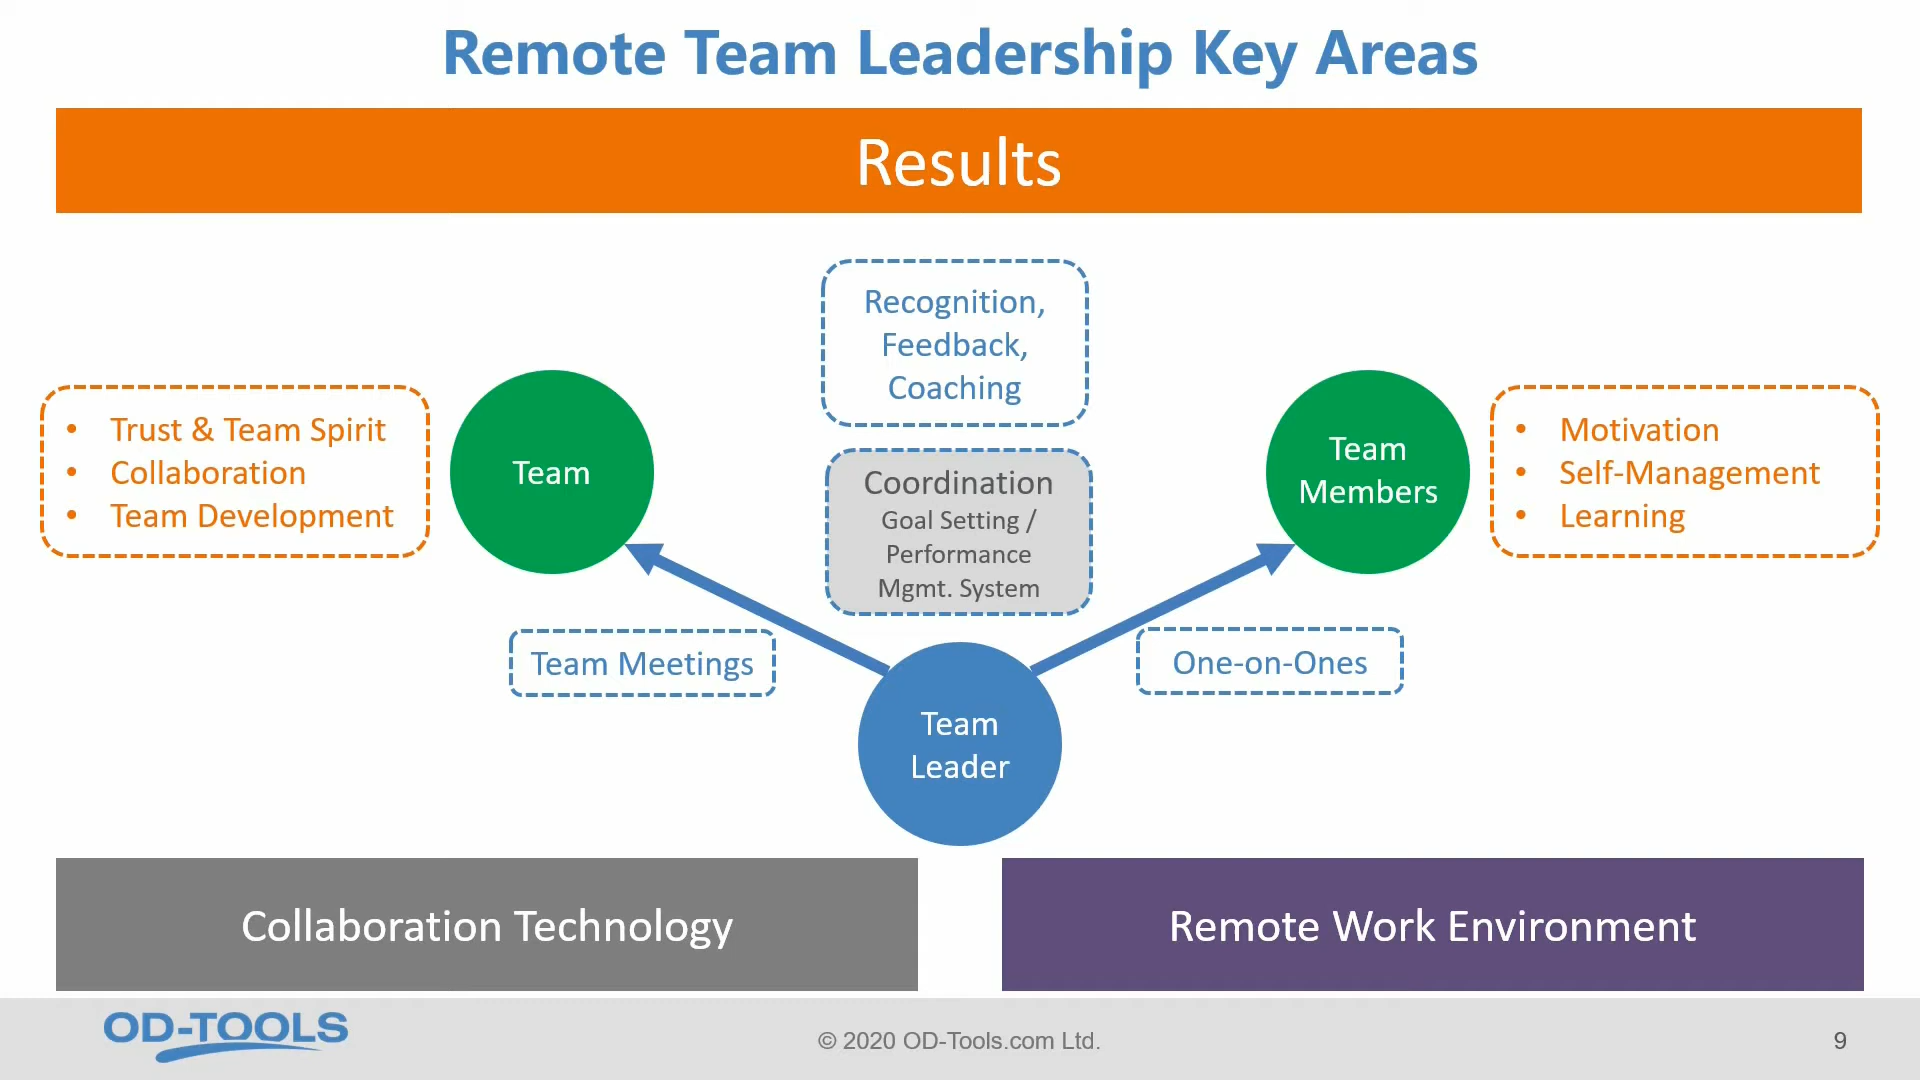 Remote Team Leadership Key Areas
Results
Recognition,
Feedback,
Coaching
• Trust & Team Spirit
• Collaboration
• Team Development
Team
Coordination
Goal Setting /
Performance
Mgmt. System
Team
Members
• Motivation
• Self-Management
• Learning
Team Meetings
One-on-Ones
Team
Leader
Collaboration Technology
Remote Work Environment
OD-TOOLS
© 2020 OD-Tools.com Ltd.
9